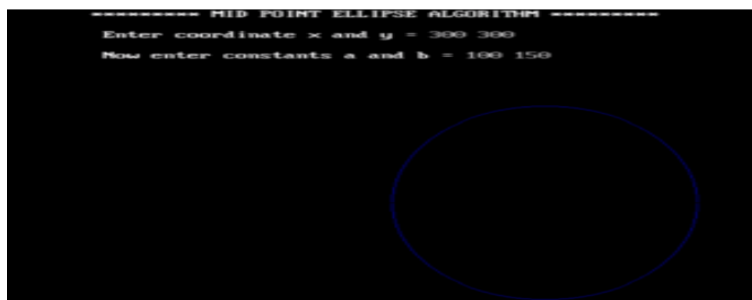 ********* MID POINT ELLIPSE ALGORITHM *********
Enter coordinate x and y = 300 300
Now enter constants a and b = 100 150